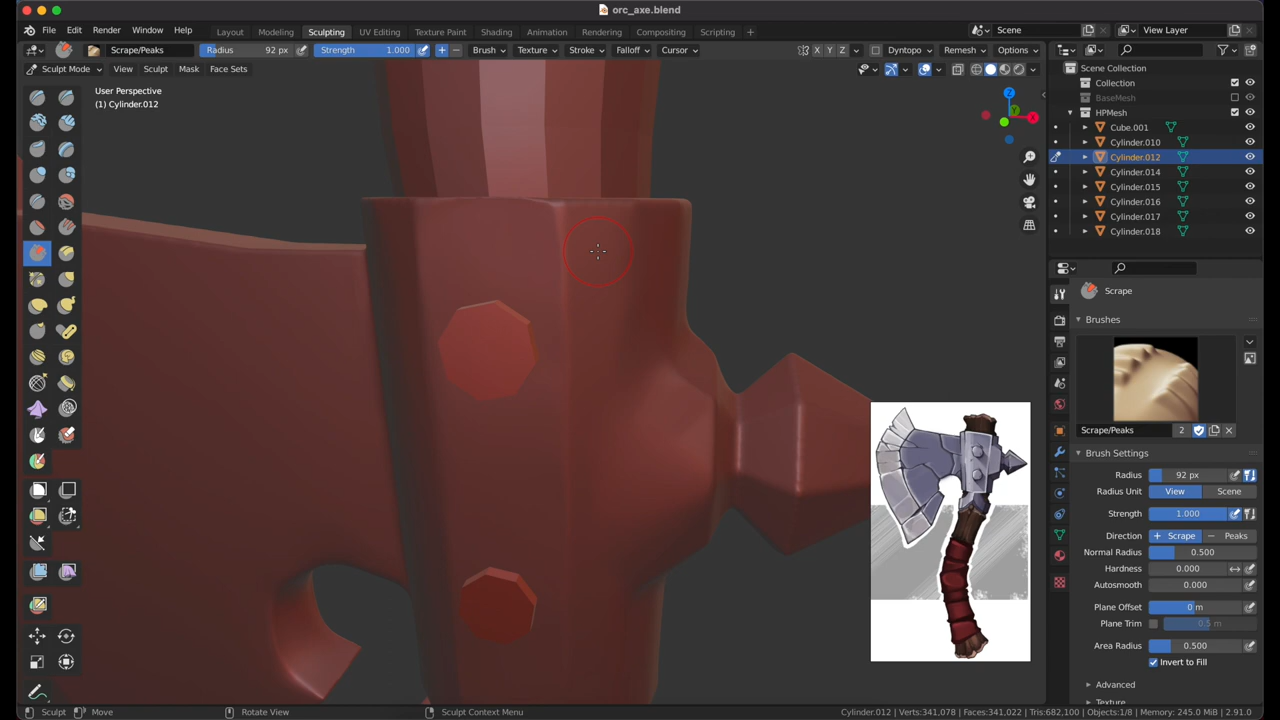 orc_axe.blend
File Edit Render Window Help Layout Modeling Sculpting UV Editing Texture Paint Shading Animation Rendering Compositing Scripting + Scene View Layer
Scrape/Peaks Radius 92 px Strength 1.000 + − Brush Texture Stroke Falloff Cursor X Y Z Dyntopo Remesh Options
Sculpt Mode View Sculpt Mask Face Sets
Scene Collection
Collection
BaseMesh
HPMesh
Cube.001
Cylinder.010
Cylinder.012
Cylinder.014
Cylinder.015
Cylinder.016
Cylinder.017
Cylinder.018
User Perspective
(1) Cylinder.012
Z
Y
X
Scrape
Brushes
Scrape/Peaks 2
Brush Settings
Radius 92 px
Radius Unit View Scene
Strength 1.000
Direction + Scrape − Peaks
Normal Radius 0.500
Hardness 0.000
Autosmooth 0.000
Plane Offset 0 m
Plane Trim 0.5 m
Area Radius 0.500
Invert to Fill
Advanced
Texture
Sculpt Move Rotate View Sculpt Context Menu Cylinder.012 | Verts:341,078 | Faces:341,022 | Tris:682,100 | Objects:1/8 | Memory: 245.0 MiB | 2.91.0